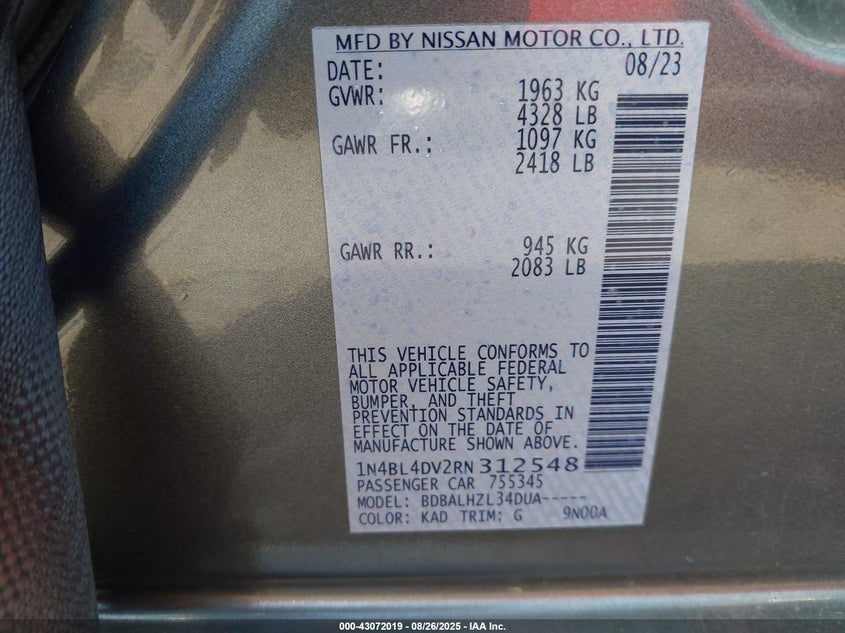 MFD BY NISSAN MOTOR CO., LTD.
DATE: 08/23
GVWR: 1963 KG
4328 LB
GAWR FR.: 1097 KG
2418 LB
GAWR RR.: 945 KG
2083 LB
THIS VEHICLE CONFORMS TO
ALL APPLICABLE FEDERAL
MOTOR VEHICLE SAFETY,
BUMPER, AND THEFT
PREVENTION STANDARDS IN
EFFECT ON THE DATE OF
MANUFACTURE SHOWN ABOVE.
1N4BL4DV2RN312548
PASSENGER CAR 755345
MODEL: BDBALHZL34DUA-----
COLOR: KAD TRIM: G 9N00A
000-43072019 - 08/26/2025 - IAA Inc.